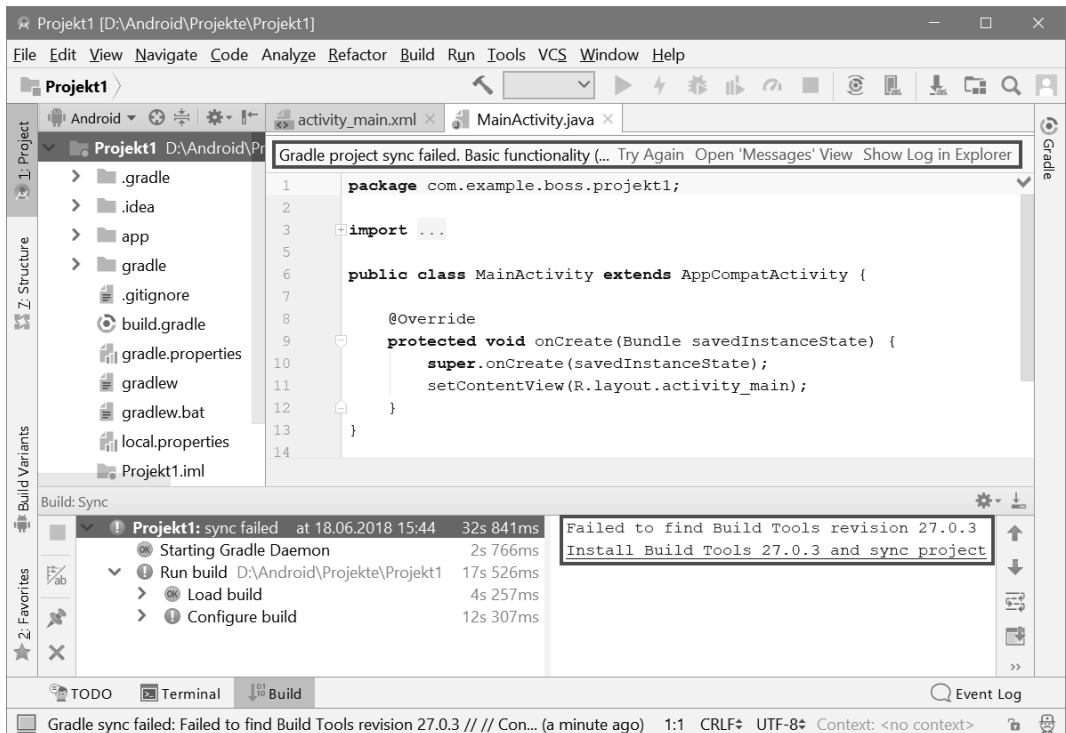 Projekt1 [D:\Android\Projekte\Projekt1]
File Edit View Navigate Code Analyze Refactor Build Run Tools VCS Window Help
Projekt1
Android
activity_main.xml
MainActivity.java
1: Project
Z: Structure
Build Variants
2: Favorites
Gradle
Projekt1 D:\Android\Pr
.gradle
.idea
app
gradle
.gitignore
build.gradle
gradle.properties
gradlew
gradlew.bat
local.properties
Projekt1.iml
Gradle project sync failed. Basic functionality (... Try Again Open 'Messages' View Show Log in Explorer
1 package com.example.boss.projekt1;
2
3 import ...
5
6 public class MainActivity extends AppCompatActivity {
7
8 @Override
9 protected void onCreate(Bundle savedInstanceState) {
10 super.onCreate(savedInstanceState);
11 setContentView(R.layout.activity_main);
12 }
13 }
14
Build: Sync
Projekt1: sync failed at 18.06.2018 15:44 32s 841ms
OK Starting Gradle Daemon 2s 766ms
Run build D:\Android\Projekte\Projekt1 17s 526ms
OK Load build 4s 257ms
Configure build 12s 307ms
Failed to find Build Tools revision 27.0.3
Install Build Tools 27.0.3 and sync project
TODO Terminal Build Event Log
Gradle sync failed: Failed to find Build Tools revision 27.0.3 // // Con... (a minute ago) 1:1 CRLF UTF-8 Context: <no context>